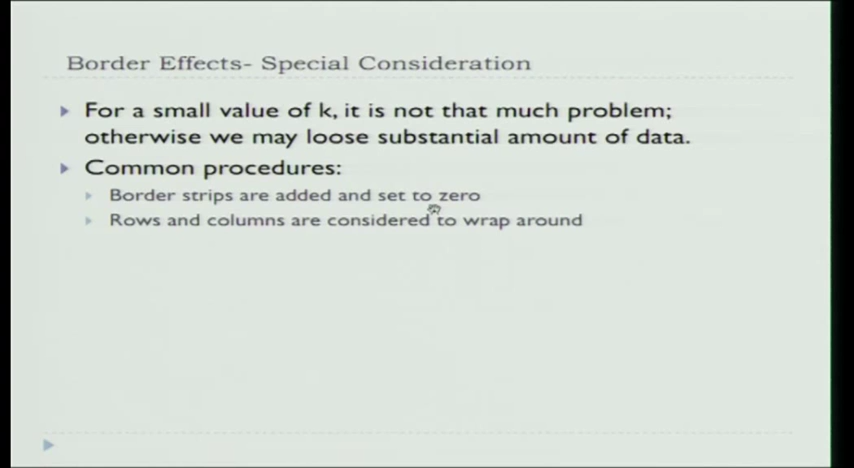 Border Effects- Special Consideration
For a small value of k, it is not that much problem;
otherwise we may loose substantial amount of data.
Common procedures:
Border strips are added and set to zero
Rows and columns are considered to wrap around